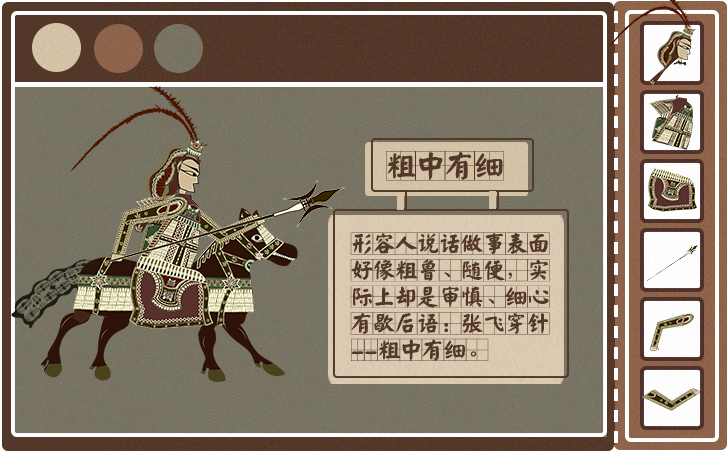 粗中有细
形容人说话做事表面
好像粗鲁、随便，实
际上却是审慎、细心
有歇后语：张飞穿针
——粗中有细。